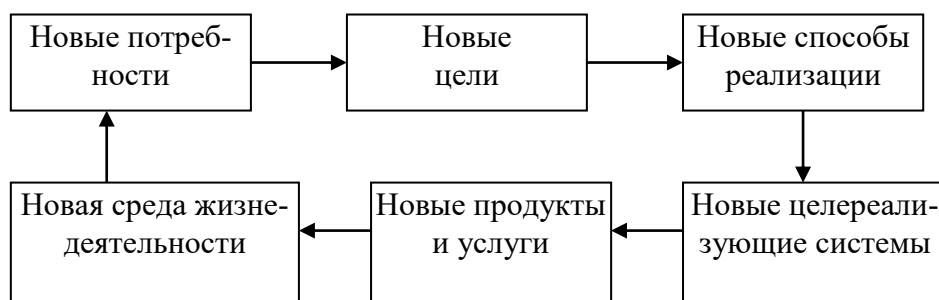 Новые потреб-
ности
Новые
цели
Новые способы
реализации
Новая среда жизне-
деятельности
Новые продукты
и услуги
Новые целереали-
зующие системы